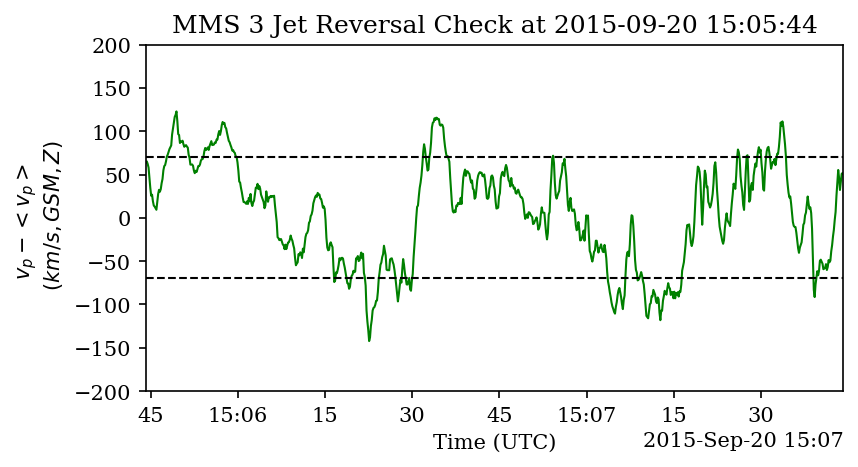 MMS 3 Jet Reversal Check at 2015-09-20 15:05:44
200
150
100
50
0
−50
−100
−150
−200
v_p − <v_p>
(km/s, GSM, Z)
45 15:06 15 30 45 15:07 15 30
Time (UTC)
2015-Sep-20 15:07